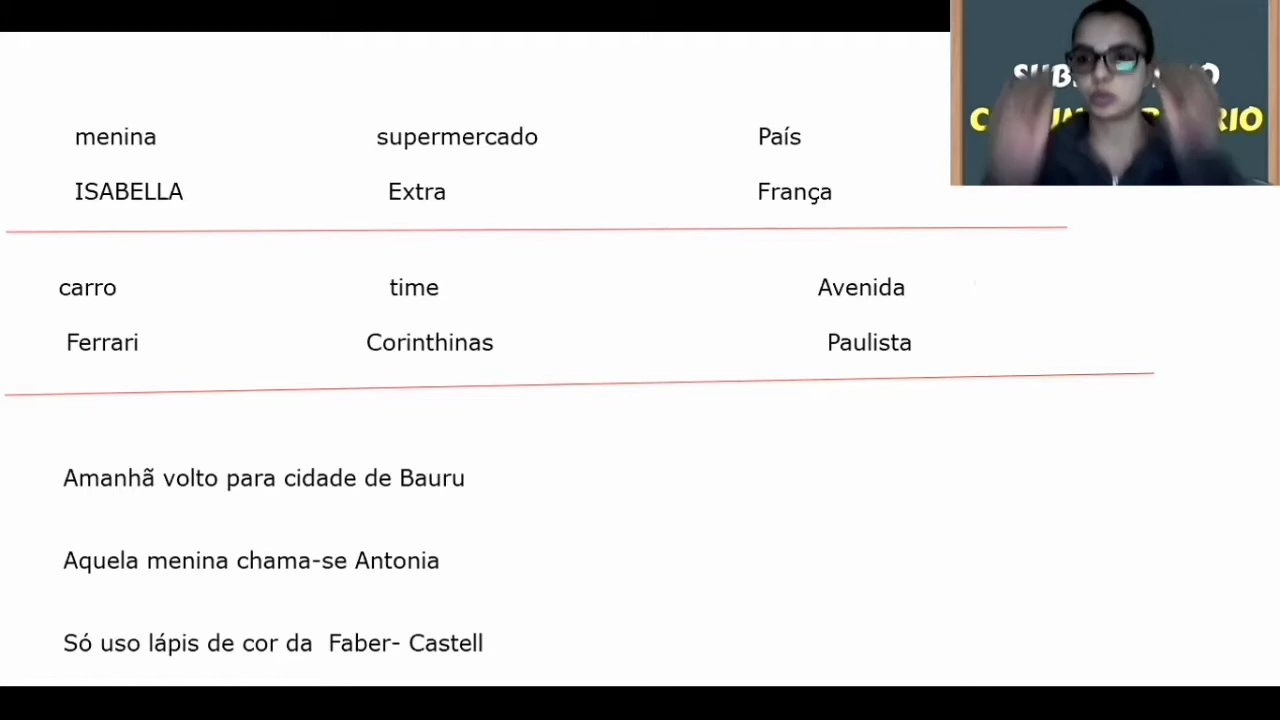 menina supermercado País
ISABELLA Extra França
carro time Avenida
Ferrari Corinthinas Paulista
Amanhã volto para cidade de Bauru
Aquela menina chama-se Antonia
Só uso lápis de cor da Faber- Castell